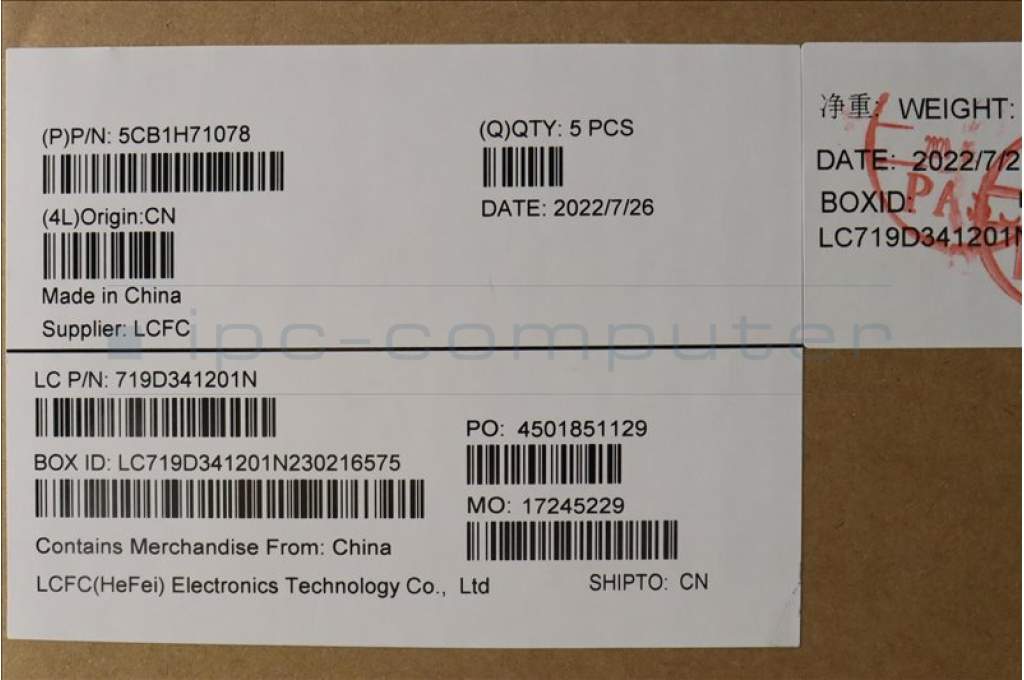 (P)P/N: 5CB1H71078
(Q)QTY: 5 PCS
(4L)Origin:CN
DATE: 2022/7/26
Made in China
Supplier: LCFC
净重: WEIGHT:
DATE: 2022/7/2
BOXID:
LC719D341201N
PA
ipc-computer
LC P/N: 719D341201N
PO: 4501851129
BOX ID: LC719D341201N230216575
MO: 17245229
Contains Merchandise From: China
LCFC(HeFei) Electronics Technology Co., Ltd
SHIPTO: CN